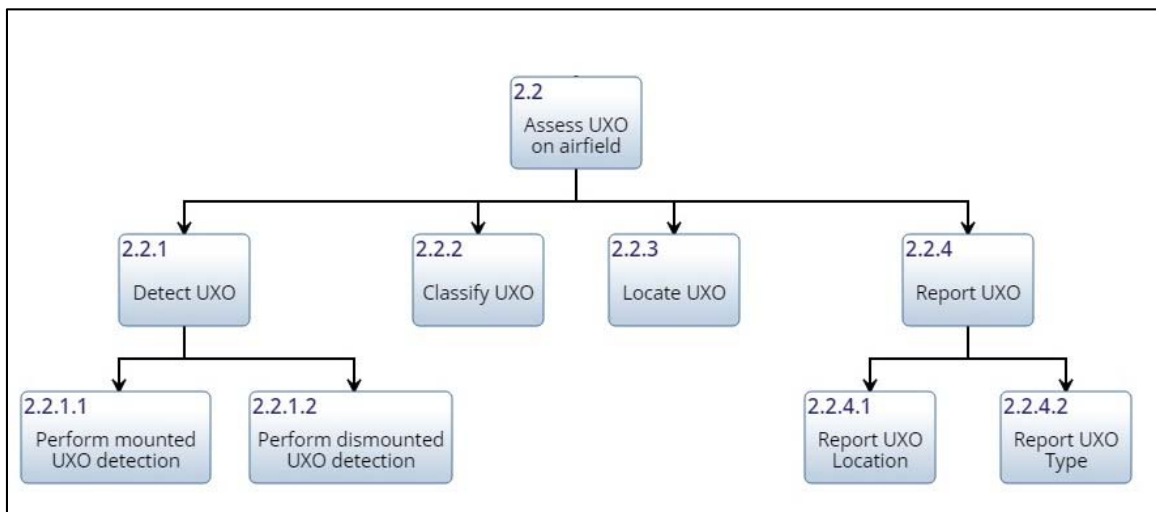 2.2
Assess UXO
on airfield
2.2.1
Detect UXO
2.2.2
Classify UXO
2.2.3
Locate UXO
2.2.4
Report UXO
2.2.1.1
Perform mounted
UXO detection
2.2.1.2
Perform dismounted
UXO detection
2.2.4.1
Report UXO
Location
2.2.4.2
Report UXO
Type